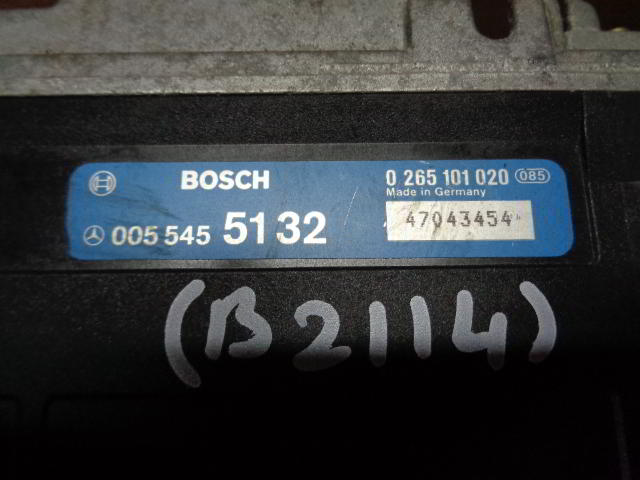 BOSCH 0 265 101 020 085
Made in Germany
005 545 51 32 47043454
(B2114)